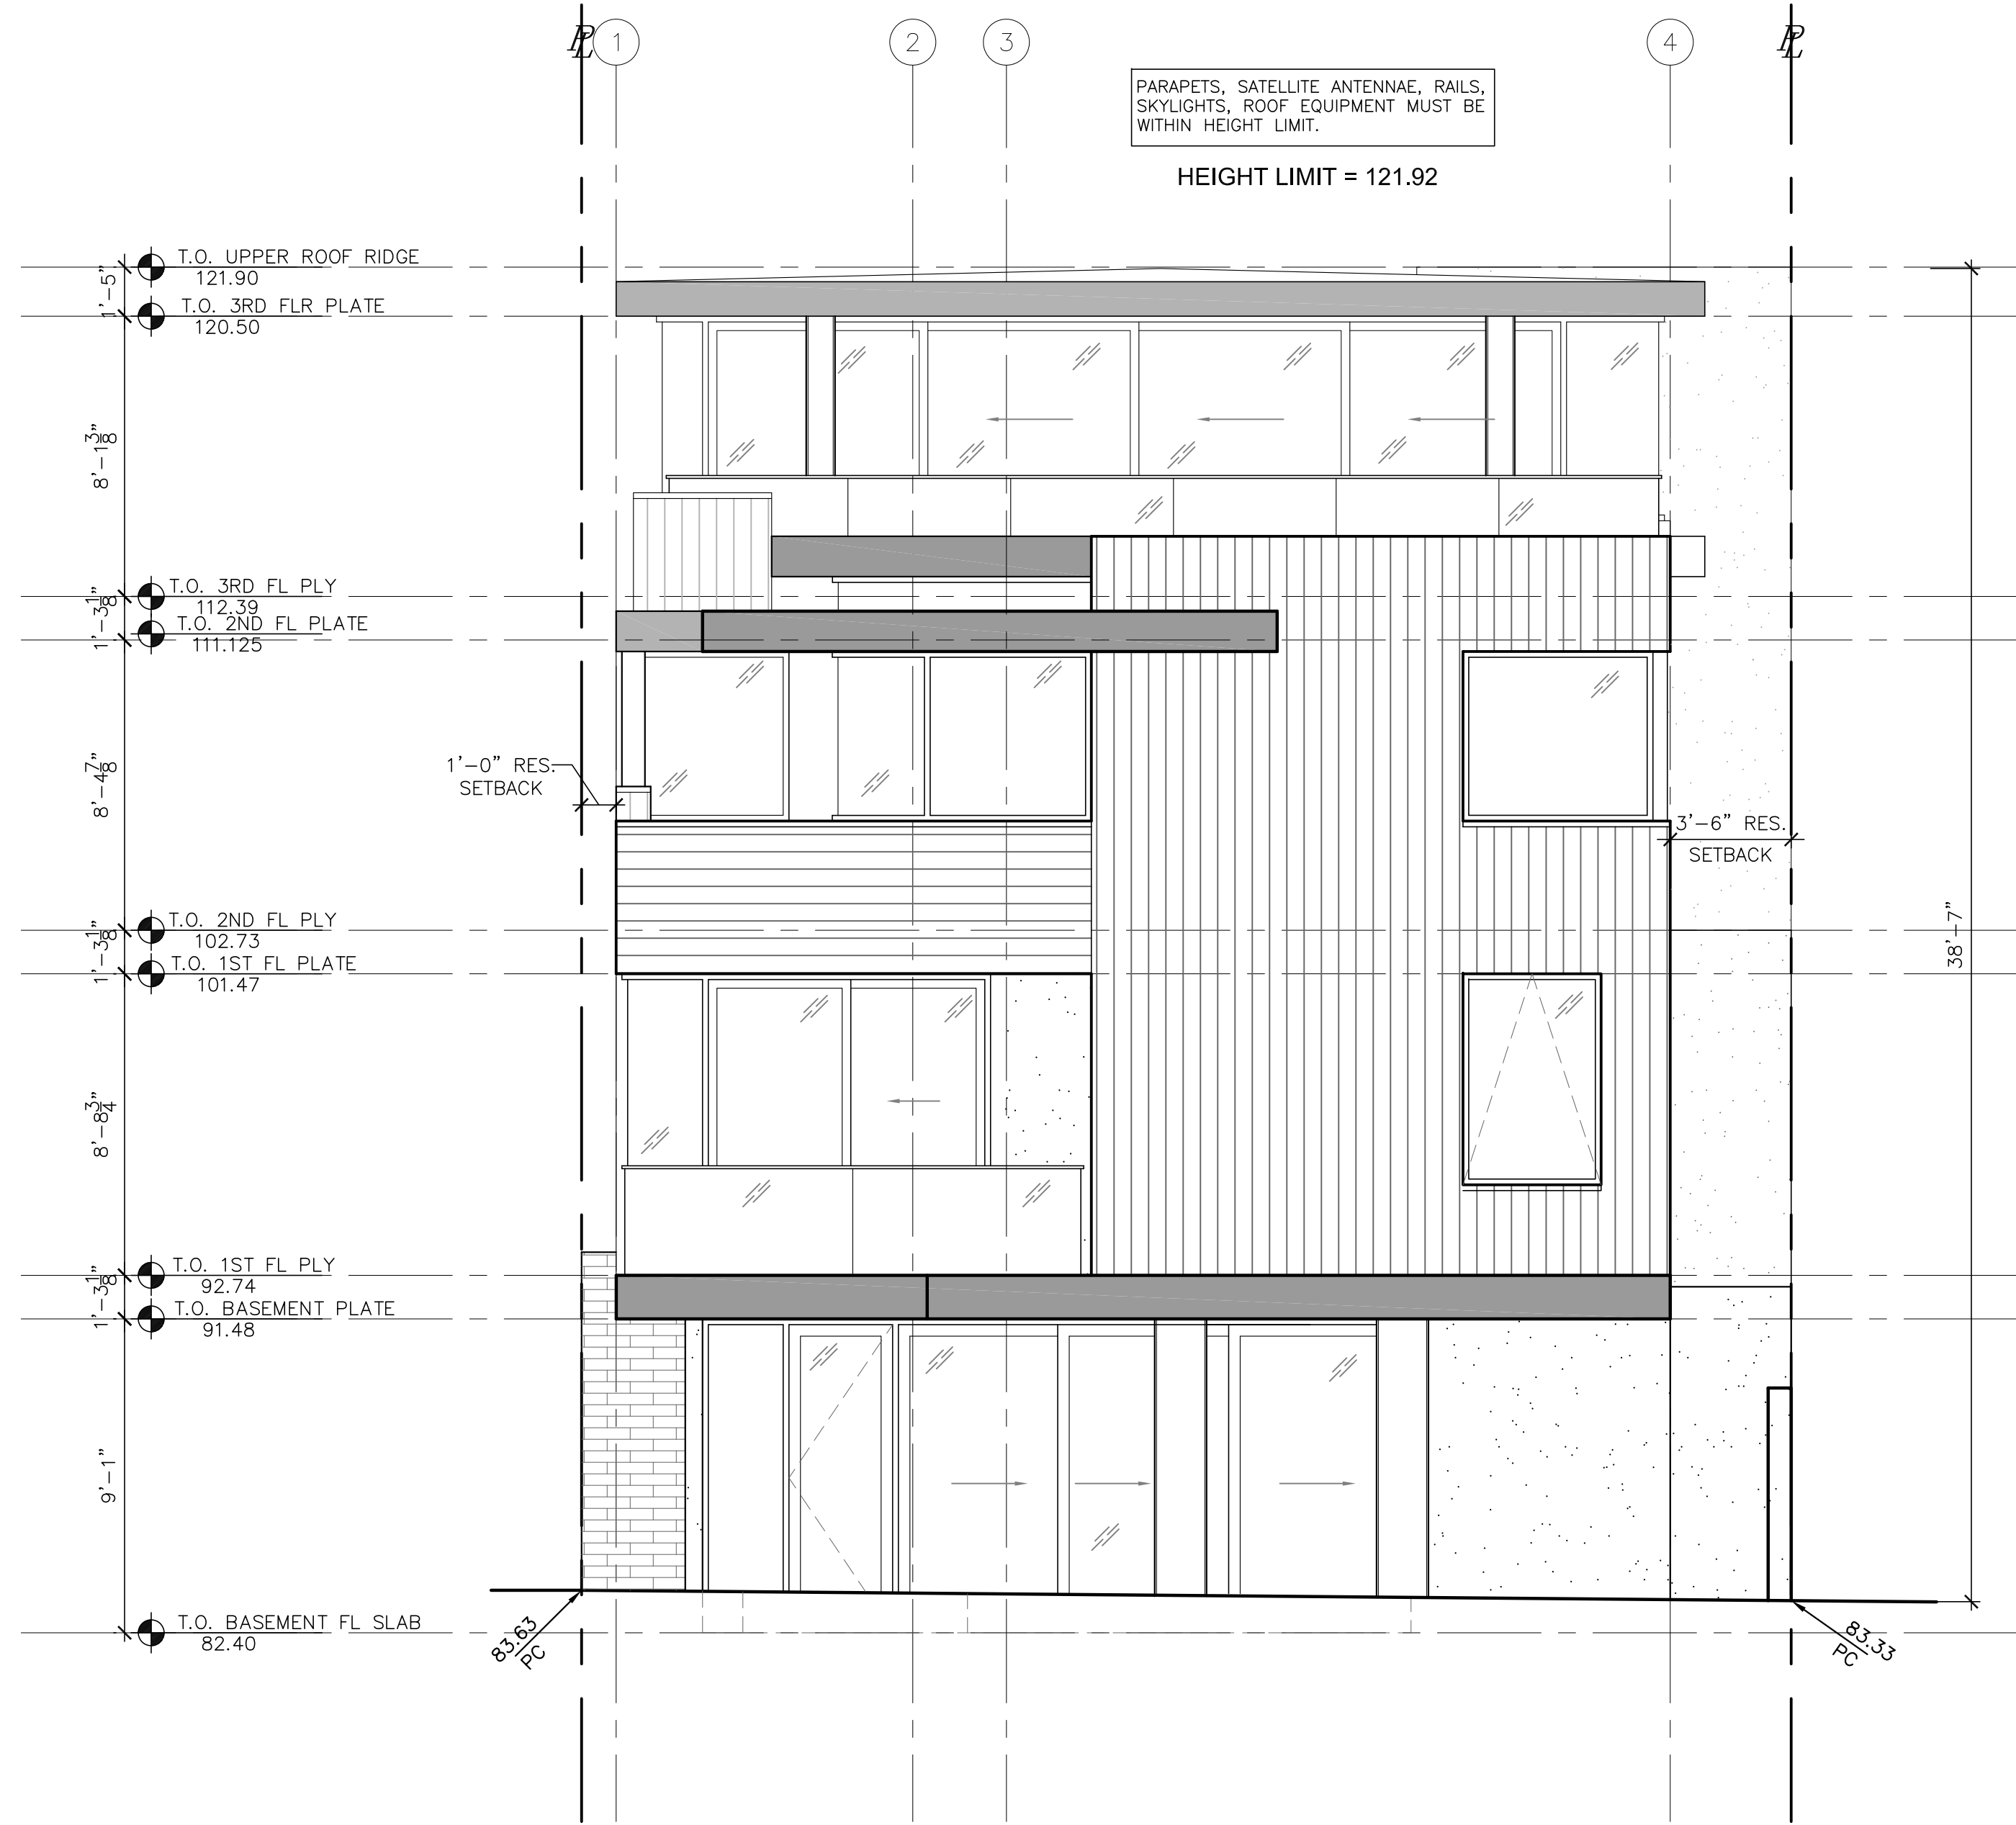 PL
1
2
3
4
PL
PARAPETS, SATELLITE ANTENNAE, RAILS,
SKYLIGHTS, ROOF EQUIPMENT MUST BE
WITHIN HEIGHT LIMIT.
HEIGHT LIMIT = 121.92
T.O. UPPER ROOF RIDGE
121.90
1'-5"
T.O. 3RD FLR PLATE
120.50
8'-1 3/8"
T.O. 3RD FL PLY
112.39
1'-3 1/8"
T.O. 2ND FL PLATE
111.125
8'-4 7/8"
1'-0" RES.
SETBACK
3'-6" RES.
SETBACK
T.O. 2ND FL PLY
102.73
1'-3 1/8"
T.O. 1ST FL PLATE
101.47
38'-7"
8'-8 3/4"
T.O. 1ST FL PLY
92.74
1'-3 1/8"
T.O. BASEMENT PLATE
91.48
9'-1"
T.O. BASEMENT FL SLAB
82.40
83.63
PC
83.33
PC